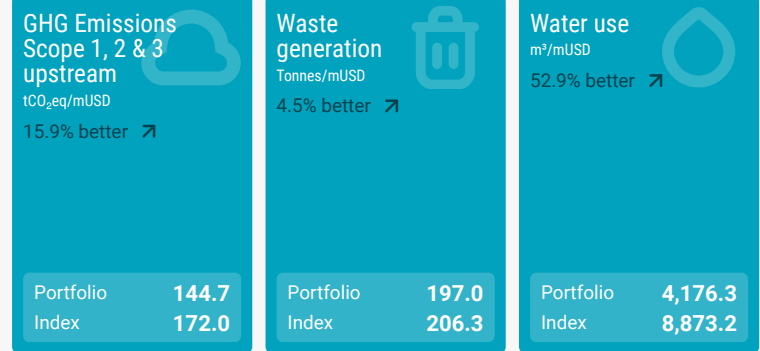 GHG Emissions
Scope 1, 2 & 3
upstream
tCO₂eq/mUSD
15.9% better
Portfolio 144.7
Index 172.0
Waste
generation
Tonnes/mUSD
4.5% better
Portfolio 197.0
Index 206.3
Water use
m³/mUSD
52.9% better
Portfolio 4,176.3
Index 8,873.2